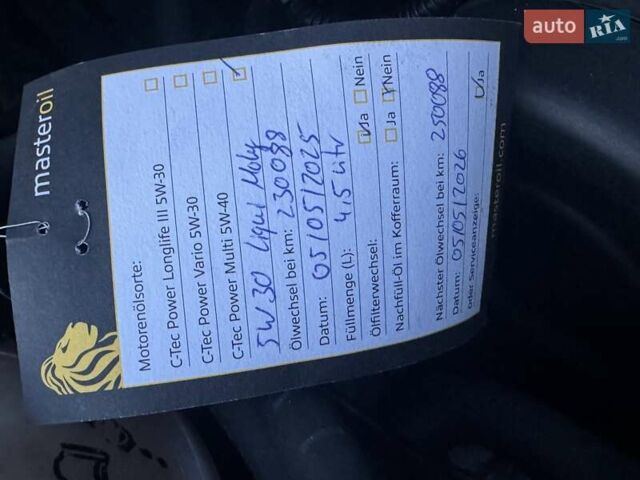 auto RIA .com
masteroil
Motorenölsorte:
C-Tec Power Longlife III 5W-30
C-Tec Power Vario 5W-30
C-Tec Power Multi 5W-40
5W30 Liqui Moly
Ölwechsel bei km: 230088
Datum: 05/05/2025
Füllmenge (L): 4,5 Litr
Ölfilterwechsel: Ja Nein
Nachfüll-Öl im Kofferraum: Ja Nein
Nächster Ölwechsel bei km: 250088
Datum: 05/05/2026
oder Serviceanzeige: Ja
masteroil.com